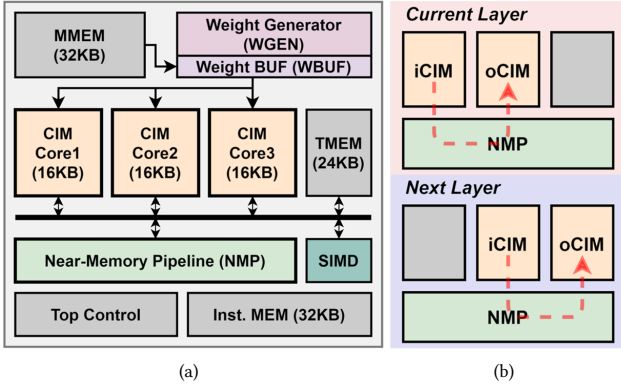 MMEM
(32KB)
Weight Generator
(WGEN)
Weight BUF (WBUF)
CIM
Core1
(16KB)
CIM
Core2
(16KB)
CIM
Core3
(16KB)
TMEM
(24KB)
Near-Memory Pipeline (NMP)
SIMD
Top Control
Inst. MEM (32KB)
(a)
Current Layer
iCIM
oCIM
NMP
Next Layer
iCIM
oCIM
NMP
(b)